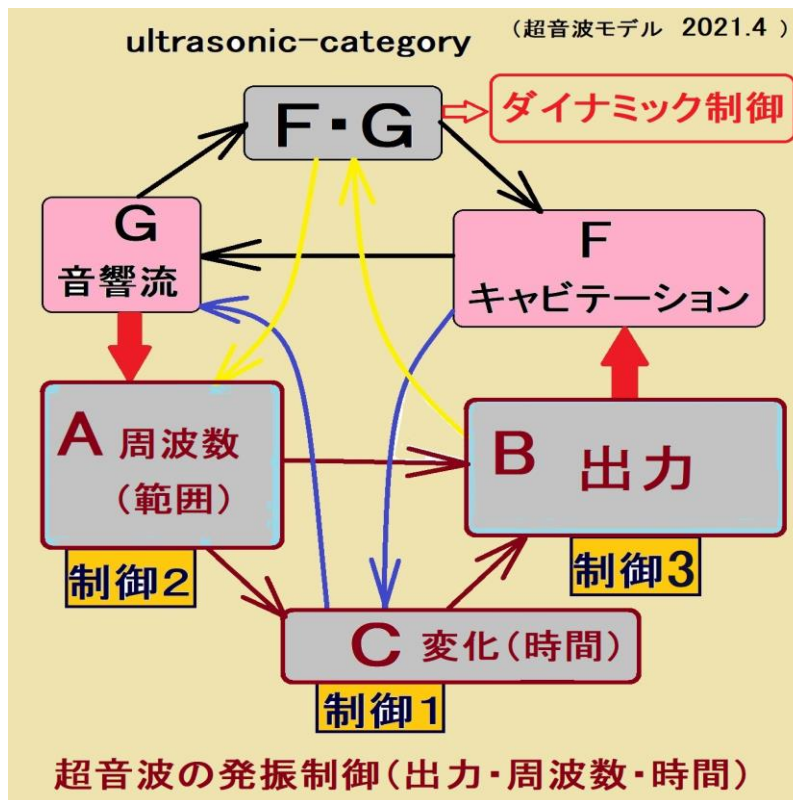 ultrasonic-category
（超音波モデル 2021.4 ）
F・G
ダイナミック制御
G
音響流
F
キャビテーション
A 周波数
（範囲）
B 出力
制御2
制御3
C 変化（時間）
制御1
超音波の発振制御（出力・周波数・時間）